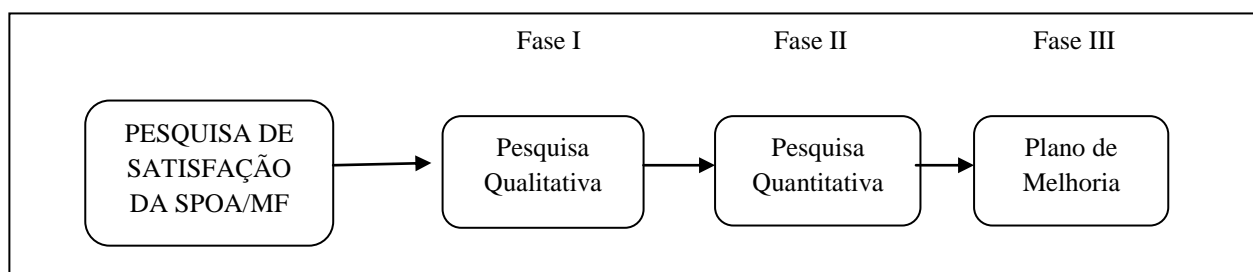 Fase I
Fase II
Fase III
PESQUISA DE
SATISFAÇÃO
DA SPOA/MF
Pesquisa
Qualitativa
Pesquisa
Quantitativa
Plano de
Melhoria